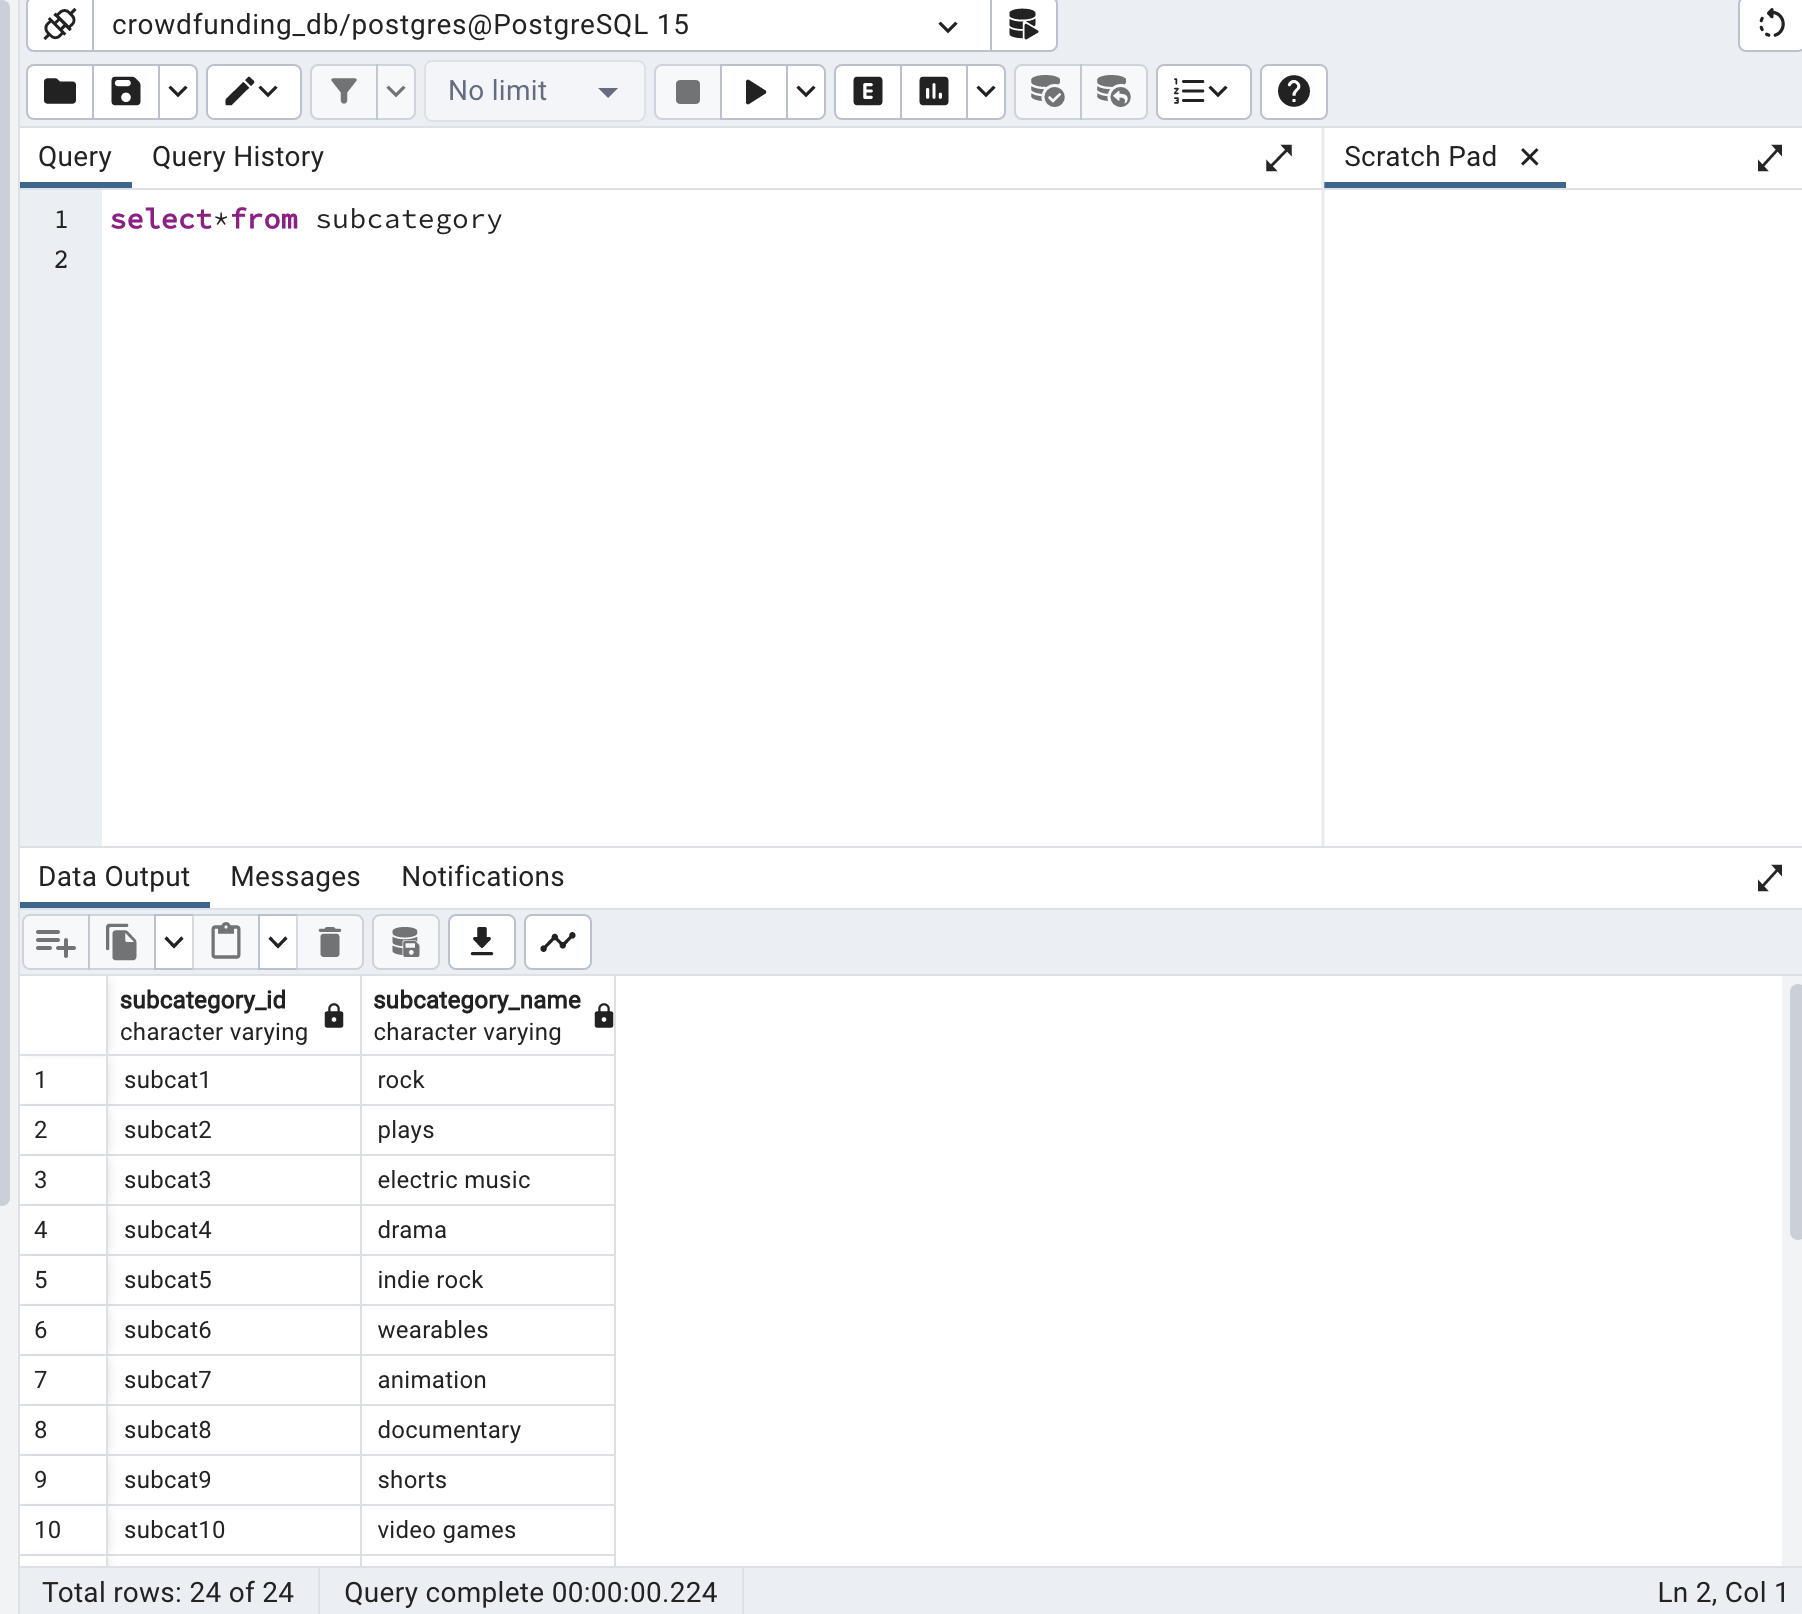 crowdfunding_db/postgres@PostgreSQL 15
No limit
E
Query Query History Scratch Pad
1 select*from subcategory
2
Data Output Messages Notifications
subcategory_id subcategory_name
character varying character varying
1 subcat1 rock
2 subcat2 plays
3 subcat3 electric music
4 subcat4 drama
5 subcat5 indie rock
6 subcat6 wearables
7 subcat7 animation
8 subcat8 documentary
9 subcat9 shorts
10 subcat10 video games
Total rows: 24 of 24 Query complete 00:00:00.224 Ln 2, Col 1